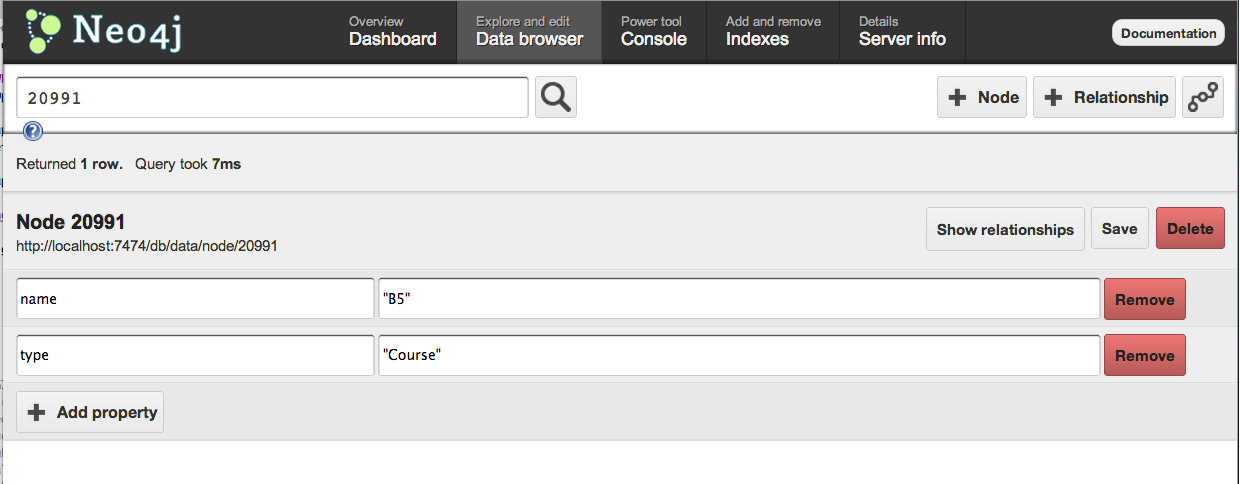 Neo4j
Overview
Dashboard
Explore and edit
Data browser
Power tool
Console
Add and remove
Indexes
Details
Server info
Documentation
20991
+ Node
+ Relationship
?
Returned 1 row. Query took 7ms
Node 20991
http://localhost:7474/db/data/node/20991
Show relationships
Save
Delete
name "B5" Remove
type "Course" Remove
+ Add property